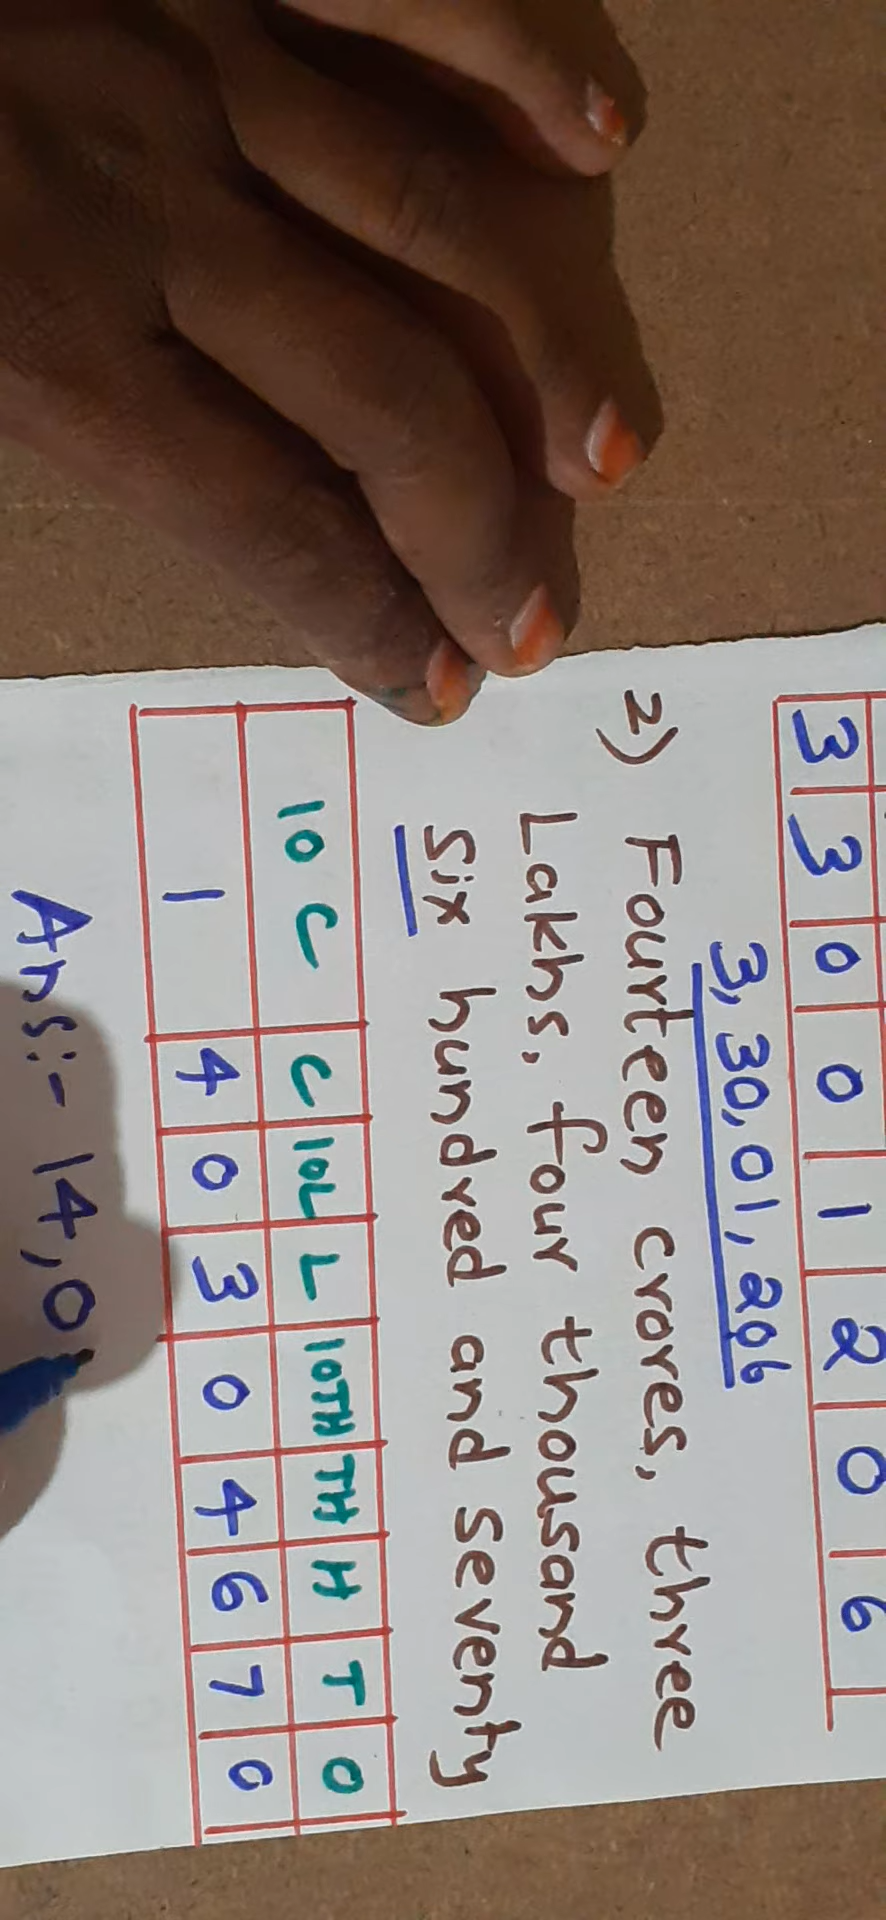 3 3 0 0 1 2 0 6
3,30,01,206
2) Fourteen crores, three
Lakhs, four thousand
Six hundred and seventy
10 C C 10L L 10TH TH H T O
1 4 0 3 0 4 6 7 0
Ans:- 14,0